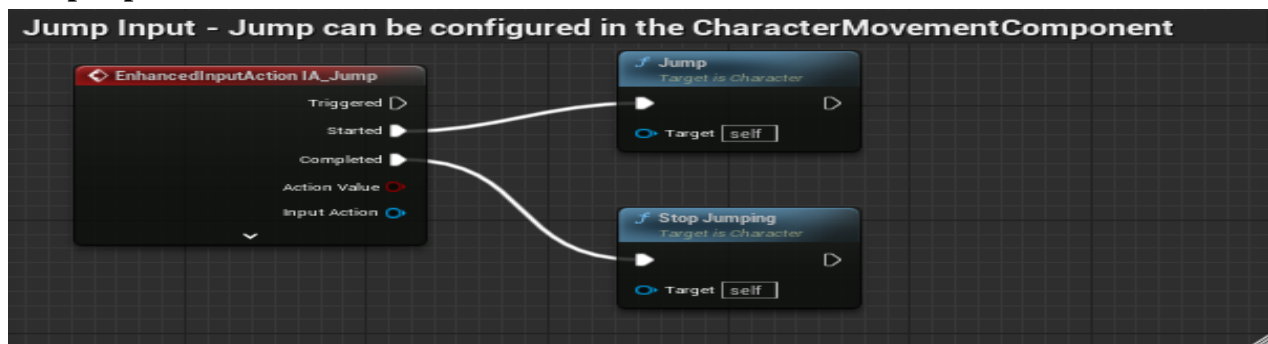 Jump Input - Jump can be configured in the CharacterMovementComponent
EnhancedInputAction IA_Jump
Triggered
Started
Completed
Action Value
Input Action
f Jump
Target is Character
Target self
f Stop Jumping
Target is Character
Target self